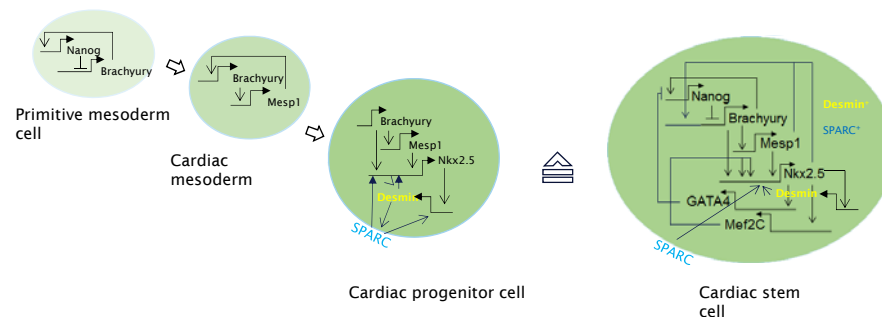 Nanog
Brachyury
Primitive mesoderm
cell
Brachyury
Mesp1
Cardiac
mesoderm
Brachyury
Mesp1
Nkx2.5
Desmin
SPARC
Cardiac progenitor cell
Nanog
Desmin⁺
Brachyury
SPARC⁺
Mesp1
Nkx2.5
GATA4
Desmin
Mef2C
SPARC
Cardiac stem
cell